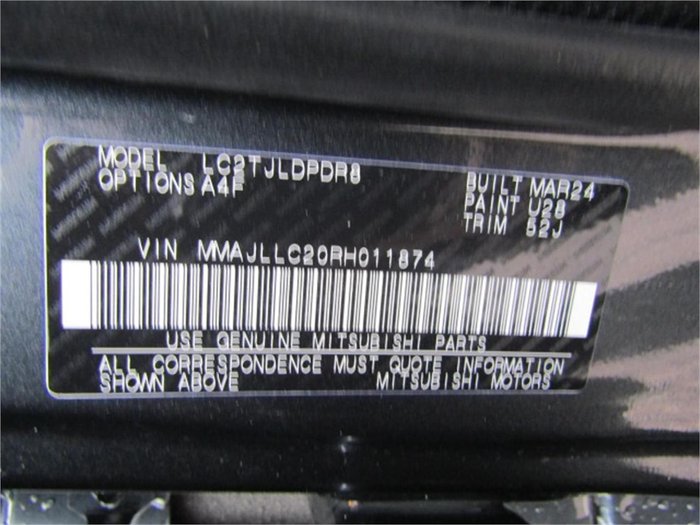 MODEL LC2TJLDPDR8
OPTIONS A4F
BUILT MAR24
PAINT U28
TRIM 52J
VIN MMAJLLC20RH011874
USE GENUINE MITSUBISHI PARTS
ALL CORRESPONDENCE MUST QUOTE INFORMATION
SHOWN ABOVE MITSUBISHI MOTORS